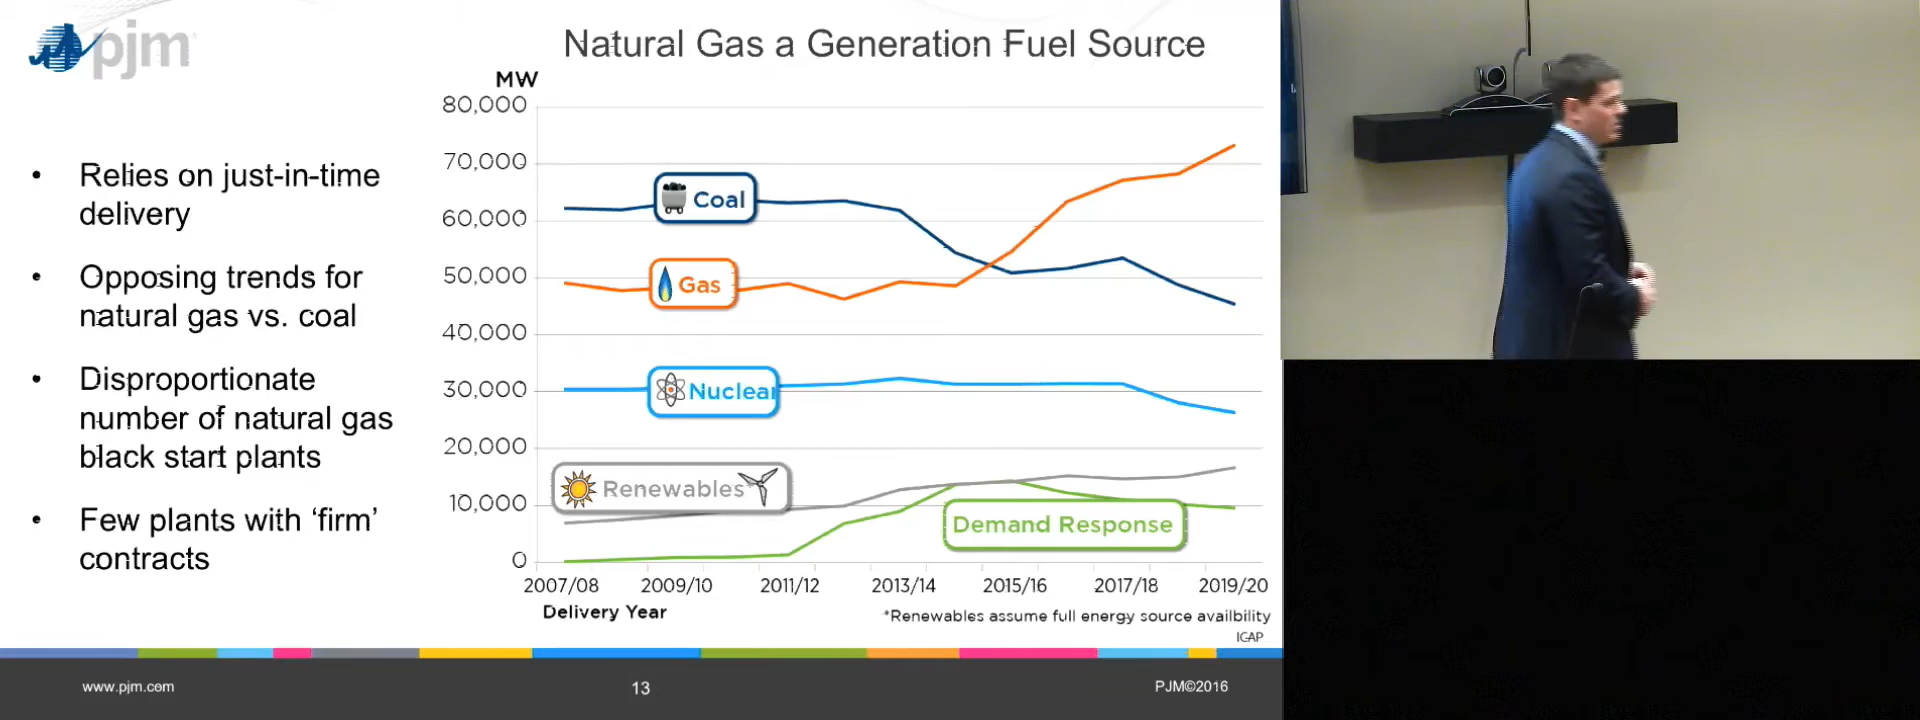 pjm
Natural Gas a Generation Fuel Source
• Relies on just-in-time
delivery
• Opposing trends for
natural gas vs. coal
• Disproportionate
number of natural gas
black start plants
• Few plants with ‘firm’
contracts
MW
80,000
70,000
60,000
50,000
40,000
30,000
20,000
10,000
0
Coal
Gas
Nuclear
Renewables*
Demand Response
2007/08 2009/10 2011/12 2013/14 2015/16 2017/18 2019/20
Delivery Year
*Renewables assume full energy source availbility
ICAP
www.pjm.com
13
PJM©2016